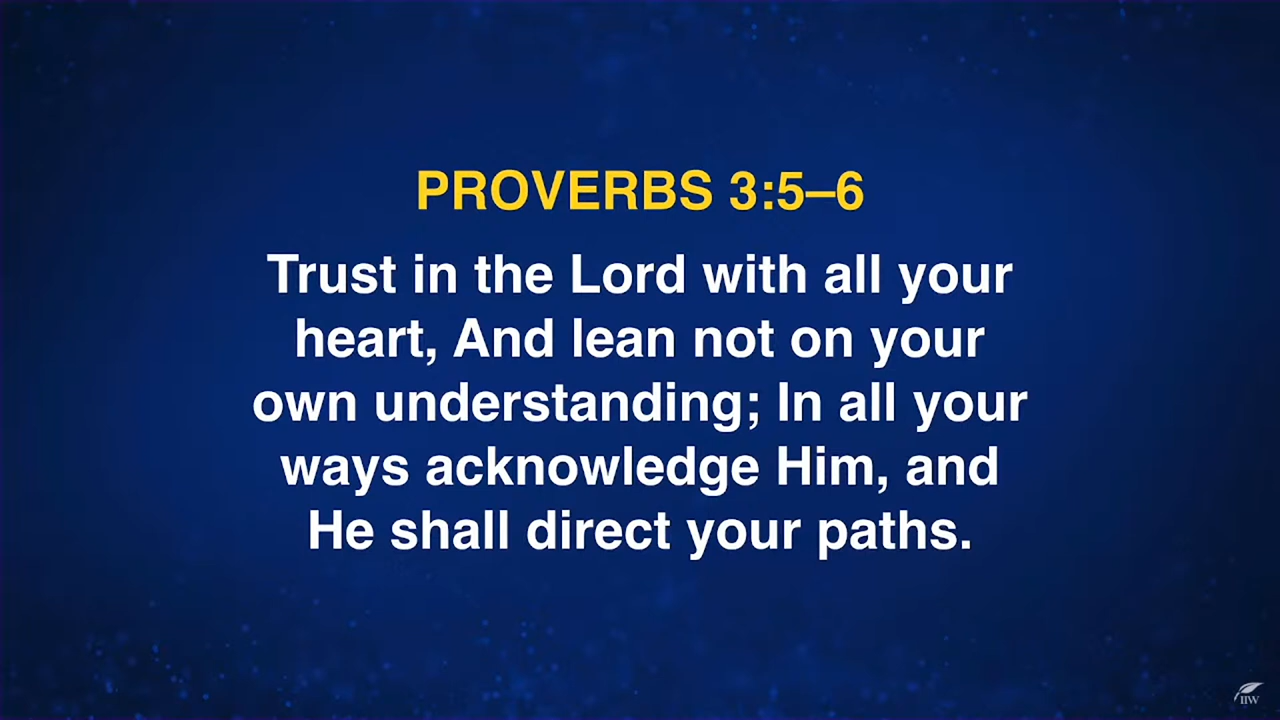 PROVERBS 3:5–6
Trust in the Lord with all your
heart, And lean not on your
own understanding; In all your
ways acknowledge Him, and
He shall direct your paths.
IIW